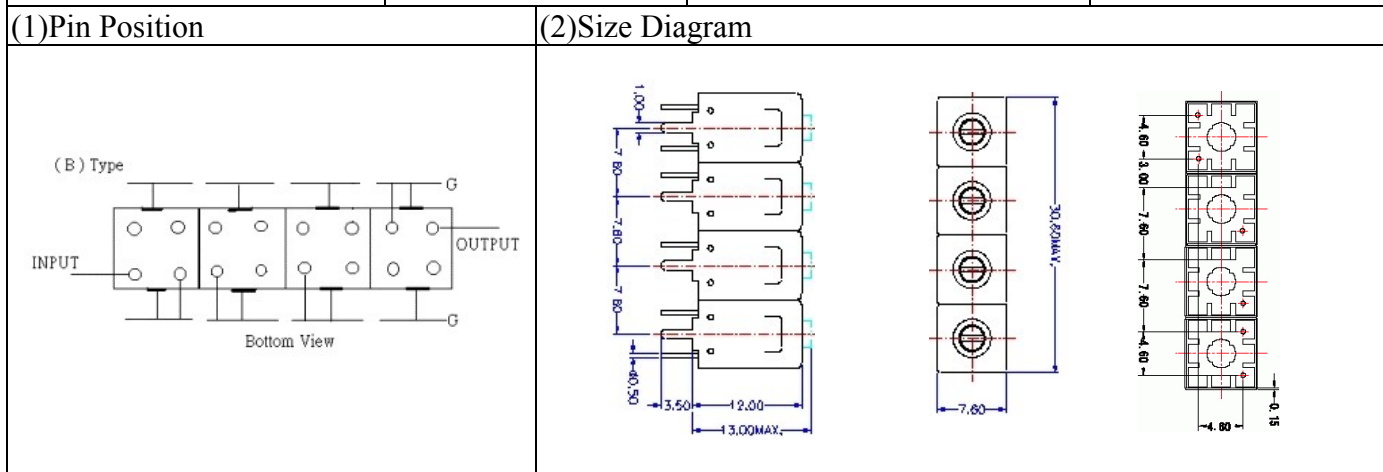 (1)Pin Position
(2)Size Diagram
(B) Type
G
OUTPUT
INPUT
G
Bottom View
1.00
7.80
7.80
7.80
φ0.50
3.50
12.00
13.00MAX.
30.60MAX.
7.60
4.60
3.00
7.60
7.60
4.60
4.60
0.15